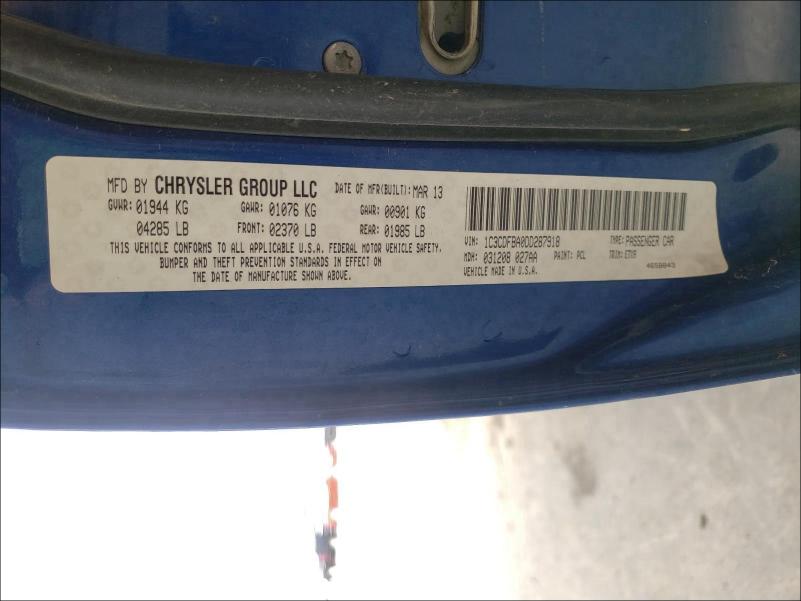 MFD BY CHRYSLER GROUP LLC DATE OF MFR(BUILT): MAR 13
GVWR: 01944 KG GAWR: 01076 KG GAWR: 00901 KG
04285 LB FRONT: 02370 LB REAR: 01985 LB
THIS VEHICLE CONFORMS TO ALL APPLICABLE U.S.A. FEDERAL MOTOR VEHICLE SAFETY,
BUMPER AND THEFT PREVENTION STANDARDS IN EFFECT ON
THE DATE OF MANUFACTURE SHOWN ABOVE.
VIN: 1C3CDFBA0DD287918 TYPE: PASSENGER CAR
MDH: 031208 027AA PAINT: PCL TRIM:
VEHICLE MADE IN U.S.A. 4658843